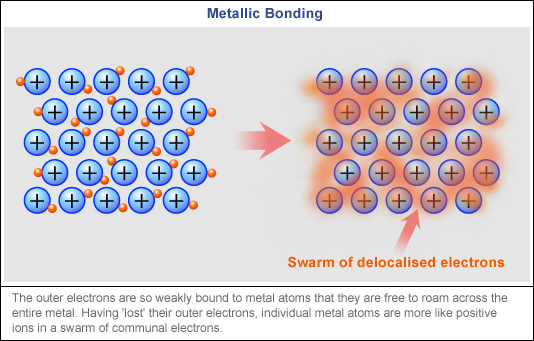 Metallic Bonding
Swarm of delocalised electrons
The outer electrons are so weakly bound to metal atoms that they are free to roam across the
entire metal. Having 'lost' their outer electrons, individual metal atoms are more like positive
ions in a swarm of communal electrons.